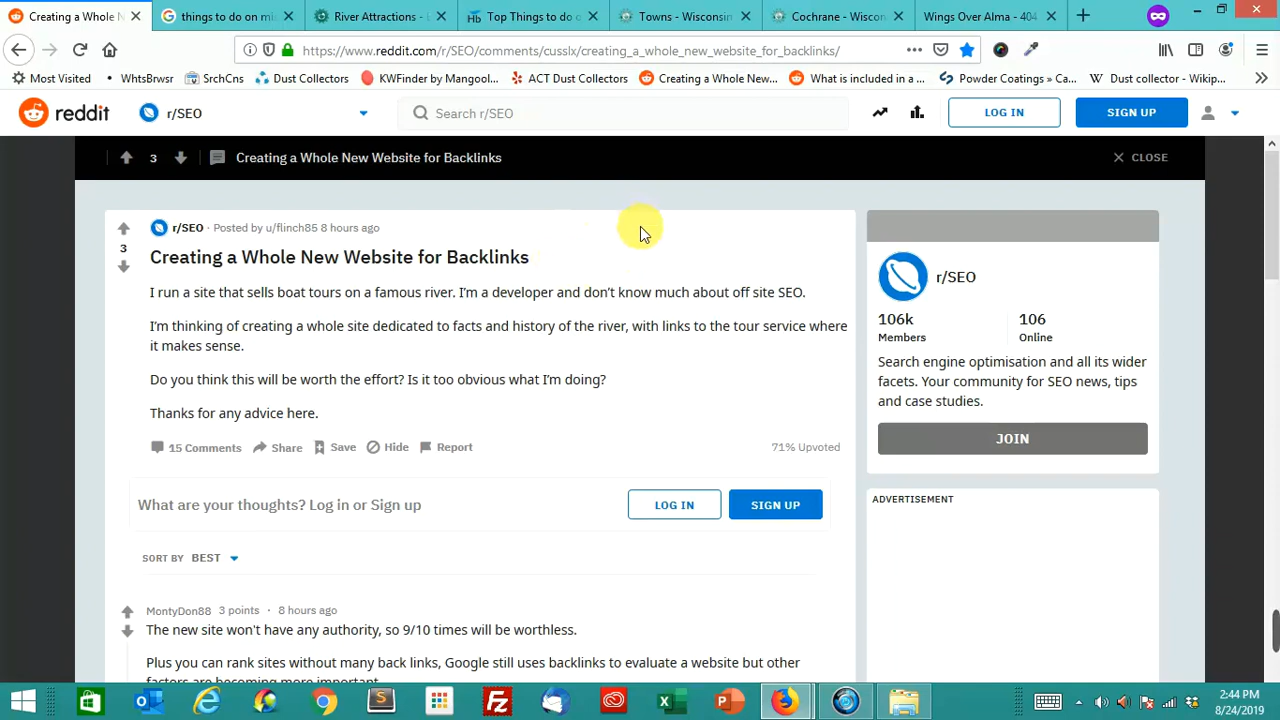 Creating a Whole N
things to do on mi
River Attractions -
Top Things to do o
Towns - Wisconsin
Cochrane - Wiscon
Wings Over Alma - 404
https://www.reddit.com/r/SEO/comments/cusslx/creating_a_whole_new_website_for_backlinks/
Most Visited
WhtsBrwsr
SrchCns
Dust Collectors
KWFinder by Mangool...
ACT Dust Collectors
Creating a Whole New...
What is included in a ...
Powder Coatings » Ca...
Dust collector - Wikip...
reddit
r/SEO
Search r/SEO
LOG IN
SIGN UP
3
Creating a Whole New Website for Backlinks
CLOSE
r/SEO · Posted by u/flinch85 8 hours ago
3
Creating a Whole New Website for Backlinks
I run a site that sells boat tours on a famous river. I'm a developer and don't know much about off site SEO.
I'm thinking of creating a whole site dedicated to facts and history of the river, with links to the tour service where
it makes sense.
Do you think this will be worth the effort? Is it too obvious what I'm doing?
Thanks for any advice here.
15 Comments
Share
Save
Hide
Report
71% Upvoted
What are your thoughts? Log in or Sign up
LOG IN
SIGN UP
SORT BY BEST
MontyDon88 3 points · 8 hours ago
The new site won't have any authority, so 9/10 times will be worthless.
Plus you can rank sites without many back links, Google still uses backlinks to evaluate a website but other
factors are becoming more important.
r/SEO
106k
106
Members
Online
Search engine optimisation and all its wider
facets. Your community for SEO news, tips
and case studies.
JOIN
ADVERTISEMENT
2:44 PM
8/24/2019